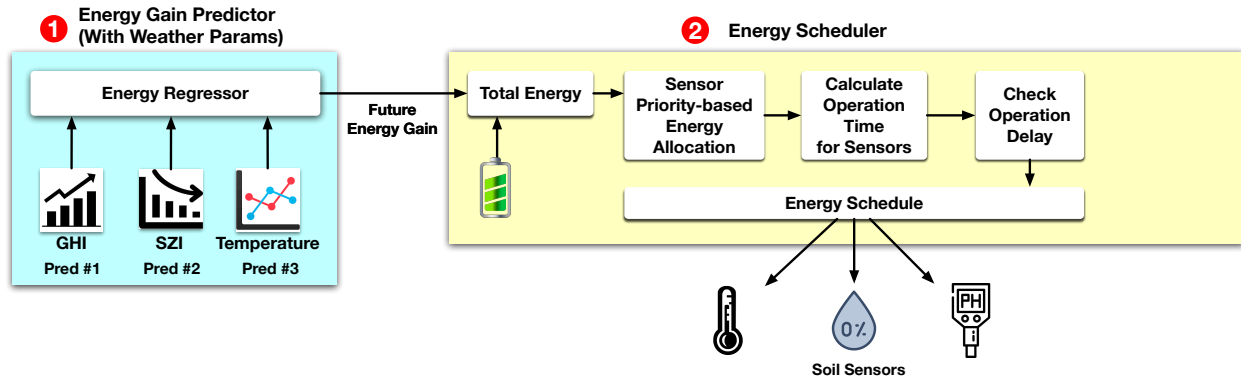 1
Energy Gain Predictor
(With Weather Params)
2
Energy Scheduler
Energy Regressor
GHI
Pred #1
SZI
Pred #2
Temperature
Pred #3
Future
Energy Gain
Total Energy
Sensor
Priority-based
Energy
Allocation
Calculate
Operation
Time
for Sensors
Check
Operation
Delay
Energy Schedule
0%
PH
Soil Sensors